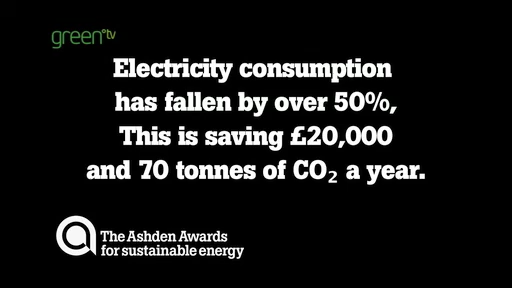 green.tv
Electricity consumption
has fallen by over 50%,
This is saving £20,000
and 70 tonnes of CO₂ a year.
The Ashden Awards
for sustainable energy